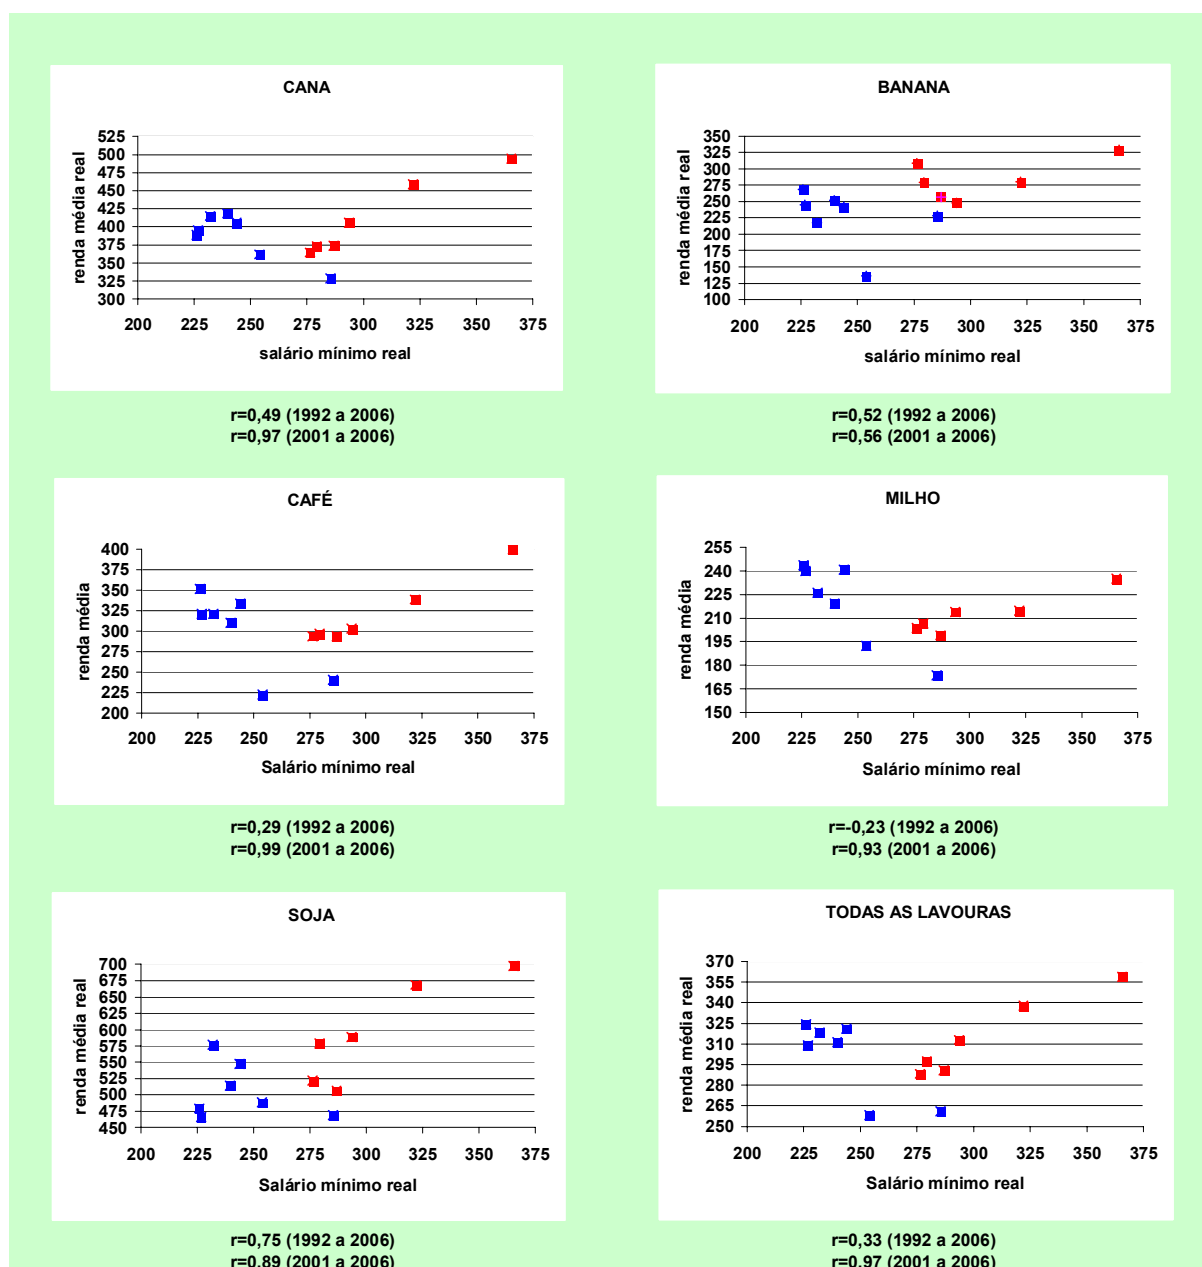 CANA
525
500
475
450
425
400
375
350
325
300
renda média real
200 225 250 275 300 325 350 375
salário mínimo real
r=0,49 (1992 a 2006)
r=0,97 (2001 a 2006)
BANANA
350
325
300
275
250
225
200
175
150
125
100
renda média real
200 225 250 275 300 325 350 375
salário mínimo real
r=0,52 (1992 a 2006)
r=0,56 (2001 a 2006)
CAFÉ
400
375
350
325
300
275
250
225
200
renda média
200 225 250 275 300 325 350 375
Salário mínimo real
r=0,29 (1992 a 2006)
r=0,99 (2001 a 2006)
MILHO
255
240
225
210
195
180
165
150
renda média
200 225 250 275 300 325 350 375
Salário mínimo real
r=-0,23 (1992 a 2006)
r=0,93 (2001 a 2006)
SOJA
700
675
650
625
600
575
550
525
500
475
450
renda média real
200 225 250 275 300 325 350 375
Salário mínimo real
r=0,75 (1992 a 2006)
r=0,89 (2001 a 2006)
TODAS AS LAVOURAS
370
355
340
325
310
295
280
265
250
renda média real
200 225 250 275 300 325 350 375
Salário mínimo real
r=0,33 (1992 a 2006)
r=0,97 (2001 a 2006)